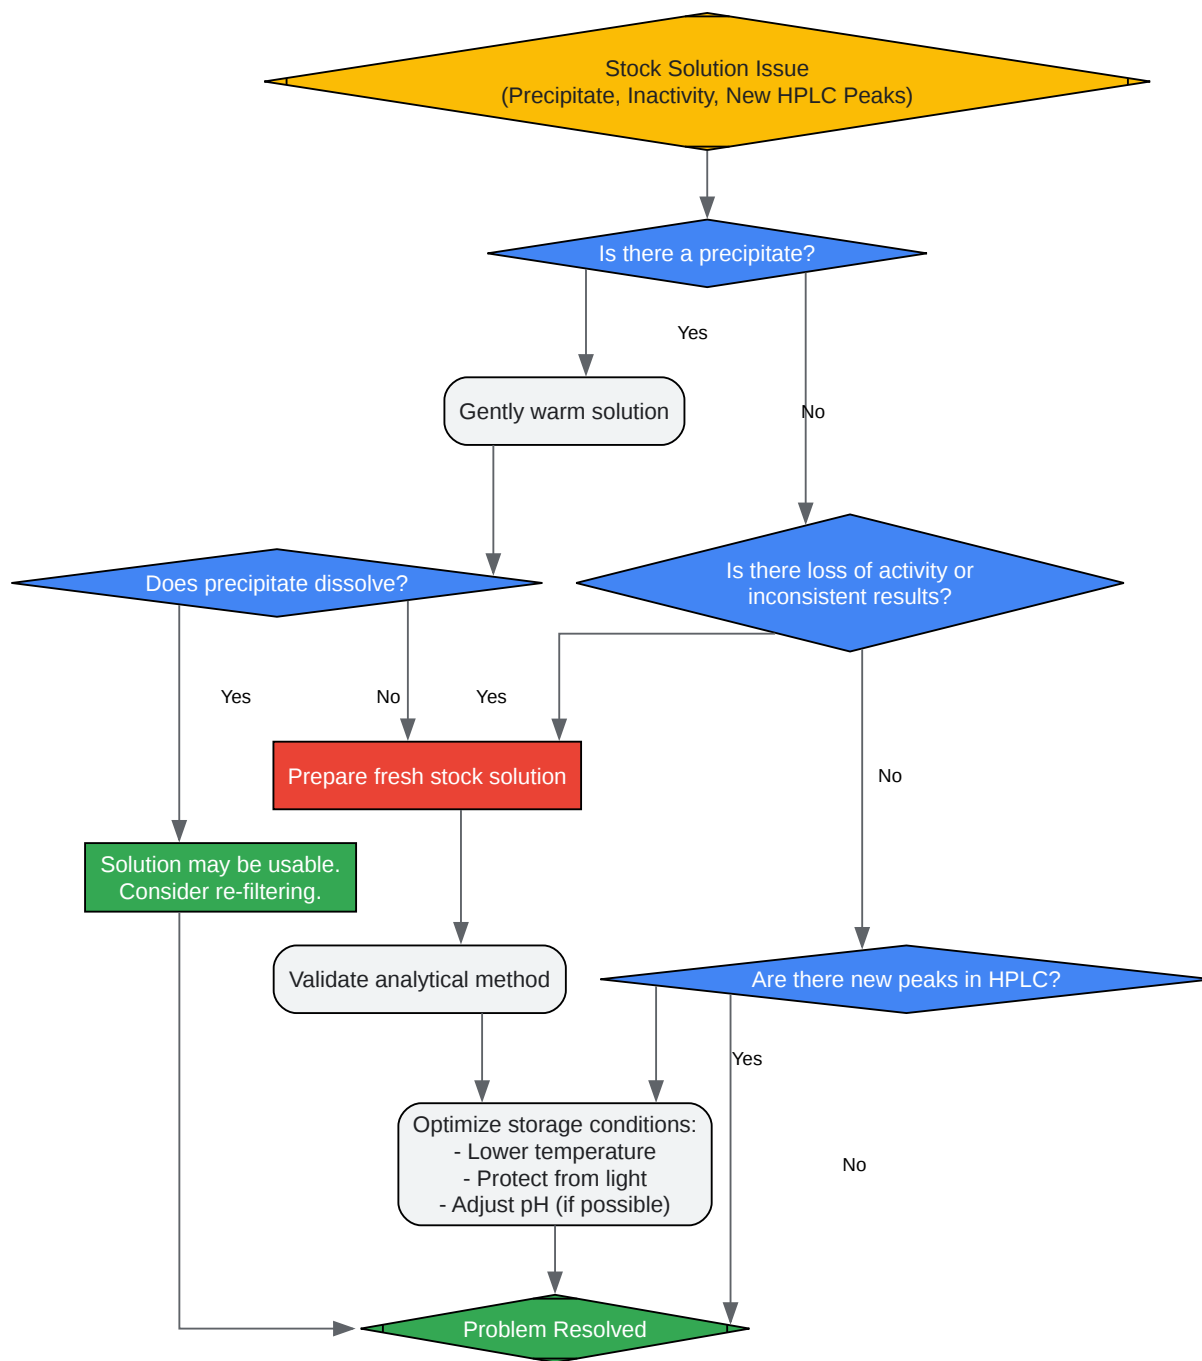 Stock Solution Issue
(Precipitate, Inactivity, New HPLC Peaks)
Is there a precipitate?
Yes
No
Gently warm solution
Does precipitate dissolve?
Is there loss of activity or
inconsistent results?
Yes
No
Yes
No
Prepare fresh stock solution
Solution may be usable.
Consider re-filtering.
Validate analytical method
Are there new peaks in HPLC?
Yes
No
Optimize storage conditions:
- Lower temperature
- Protect from light
- Adjust pH (if possible)
Problem Resolved